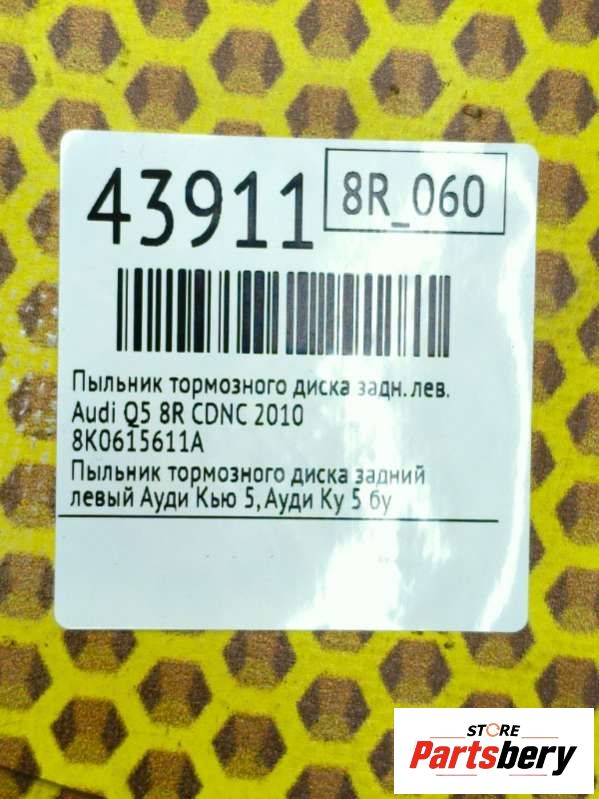 43911
8R_060
Пыльник тормозного диска задн. лев.
Audi Q5 8R CDNC 2010
8K0615611A
Пыльник тормозного диска задний
левый Ауди Кью 5, Ауди Ку 5 бу
STORE
Partsbery